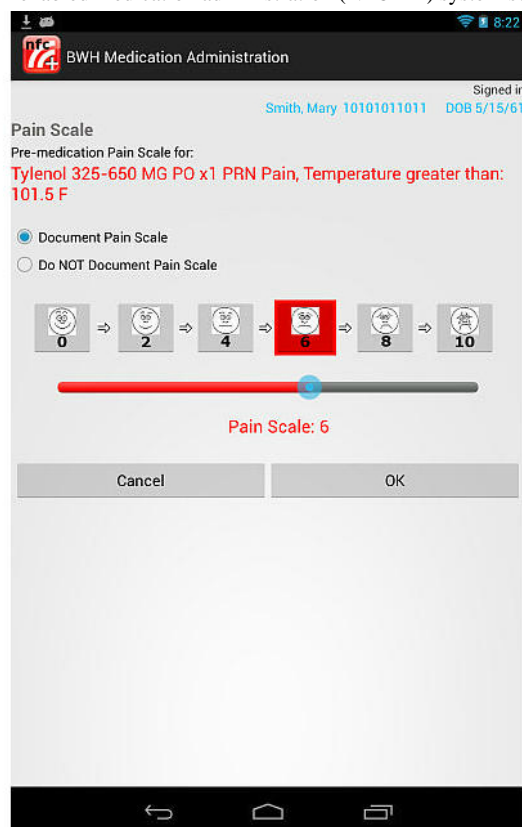 8:22
nfc
BWH Medication Administration
Signed in
Smith, Mary 10101011011 DOB 5/15/61
Pain Scale
Pre-medication Pain Scale for:
Tylenol 325-650 MG PO x1 PRN Pain, Temperature greater than:
101.5 F
Document Pain Scale
Do NOT Document Pain Scale
0 ⇨ 2 ⇨ 4 ⇨ 6 ⇨ 8 ⇨ 10
Pain Scale: 6
Cancel OK